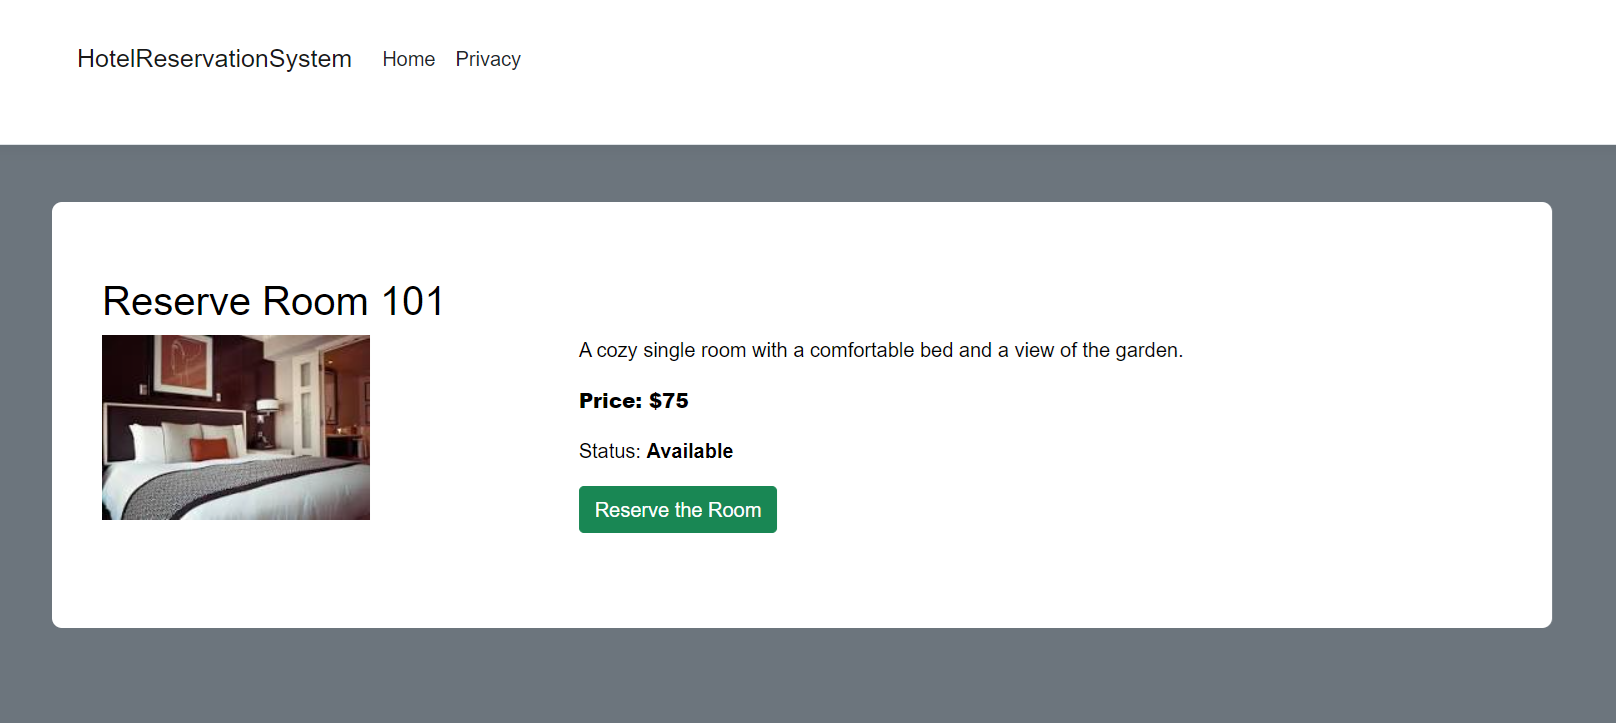 HotelReservationSystem Home Privacy
Reserve Room 101
A cozy single room with a comfortable bed and a view of the garden.
Price: $75
Status: Available
Reserve the Room